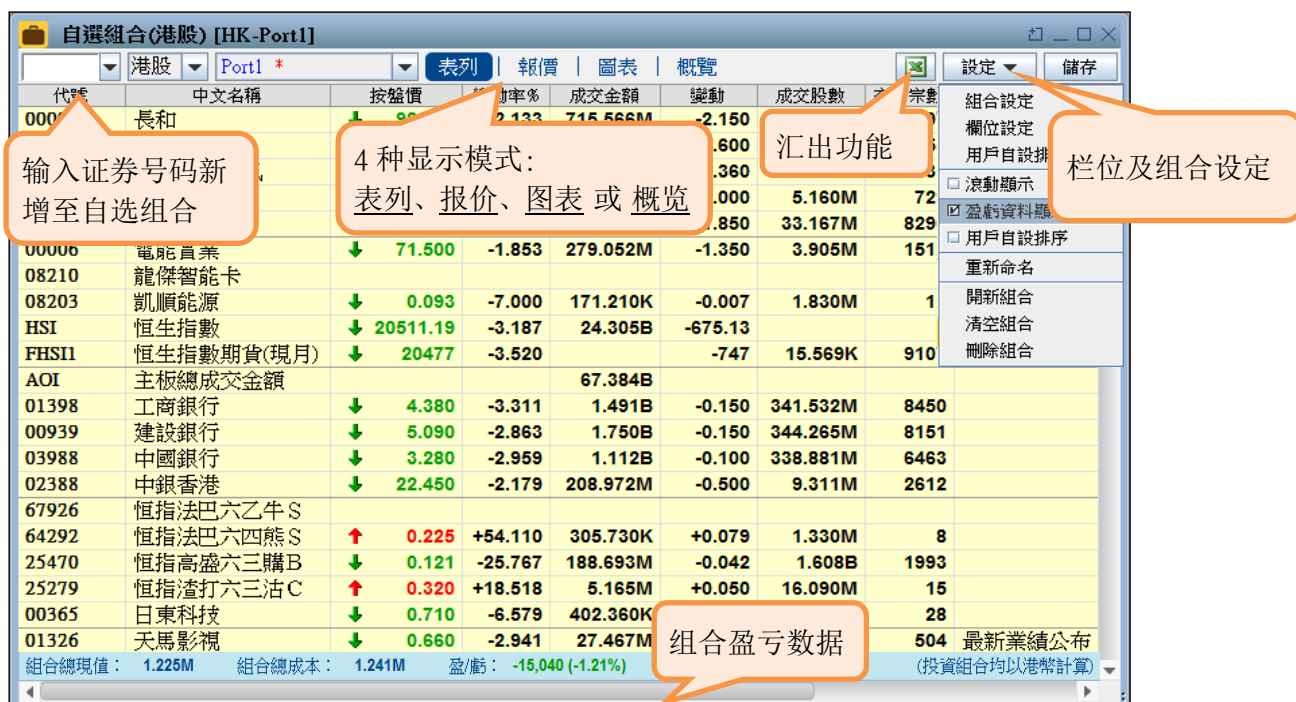 自選組合(港股) [HK-Port1]
港股 Port1 * 表列 | 報價 | 圖表 | 概覽 設定 儲存
代號 中文名稱 按盤價 率% 成交金額 變動 成交股數
長和 -2.133 715.566M -2.150
5.160M 72
33.167M 829
00006 電能實業 71.500 -1.853 279.052M -1.350 3.905M 151
08210 龍傑智能卡
08203 凱順能源 0.093 -7.000 171.210K -0.007 1.830M 1
HSI 恒生指數 20511.19 -3.187 24.305B -675.13
FHSI1 恒生指數期貨(現月) 20477 -3.520 -747 15.569K 910
AOI 主板總成交金額 67.384B
01398 工商銀行 4.380 -3.311 1.491B -0.150 341.532M 8450
00939 建設銀行 5.090 -2.863 1.750B -0.150 344.265M 8151
03988 中國銀行 3.280 -2.959 1.112B -0.100 338.881M 6463
02388 中銀香港 22.450 -2.179 208.972M -0.500 9.311M 2612
67926 恒指法巴六乙牛S
64292 恒指法巴六四熊S 0.225 +54.110 305.730K +0.079 1.330M 8
25470 恒指高盛六三購B 0.121 -25.767 188.693M -0.042 1.608B 1993
25279 恒指渣打六三沽C 0.320 +18.518 5.165M +0.050 16.090M 15
00365 日東科技 0.710 -6.579 402.360K 28
01326 天馬影視 0.660 -2.941 27.467M 504 最新業績公布
組合總現值： 1.225M 組合總成本： 1.241M 盈/虧： -15,040 (-1.21%) (投資組合均以港幣計算)
組合設定
欄位設定
用戶自設排
滾動顯示
盈虧資料顯
用戶自設排序
重新命名
開新組合
清空組合
刪除組合
输入证券号码新
增至自选组合
4 种显示模式:
表列、报价、图表 或 概览
汇出功能
栏位及组合设定
组合盈亏数据